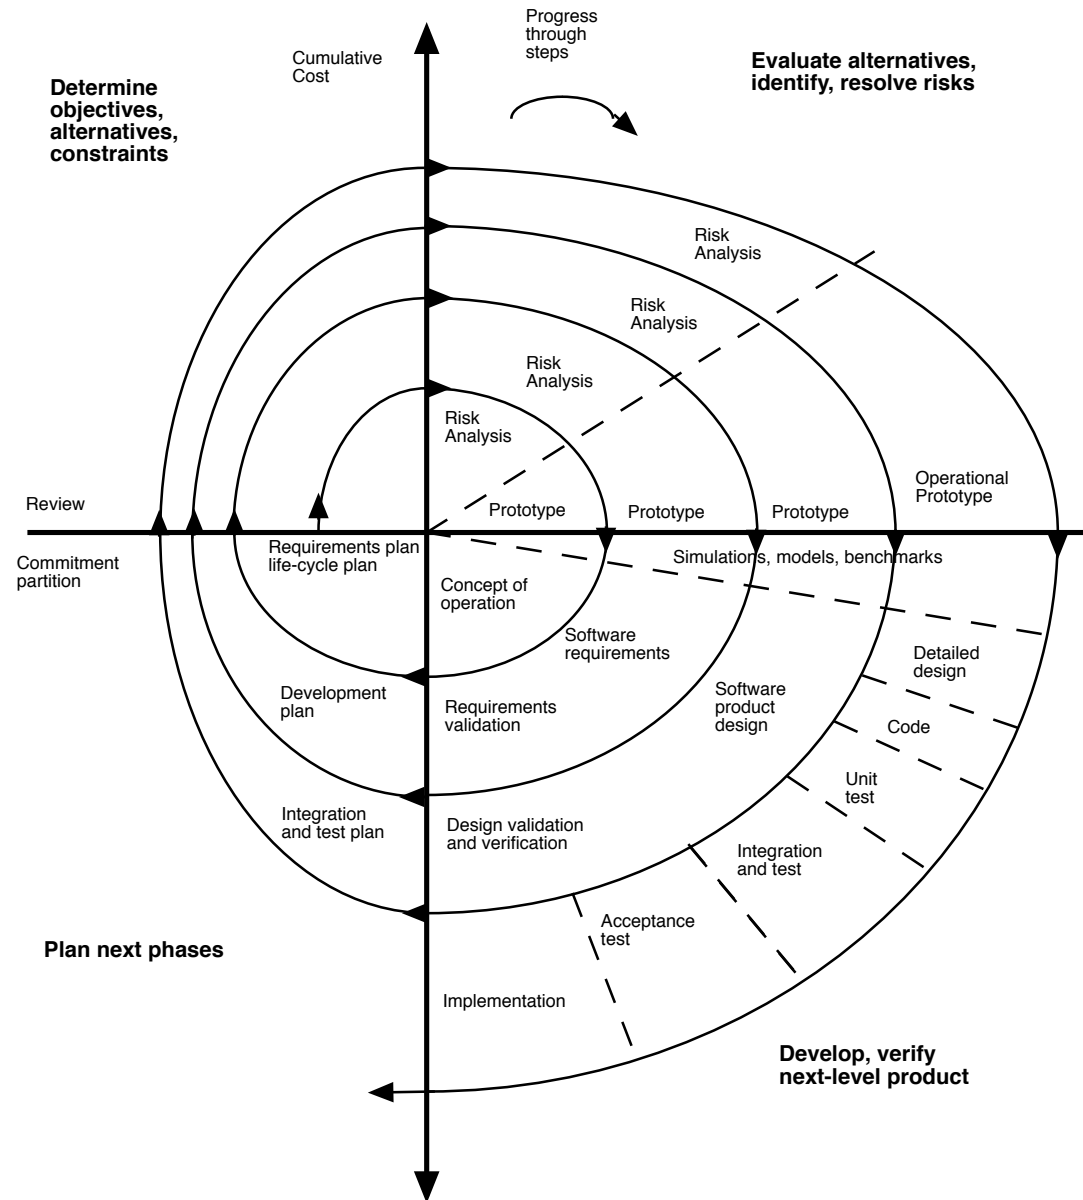 Progress
through
steps
Cumulative
Cost
Determine
objectives,
alternatives,
constraints
Evaluate alternatives,
identify, resolve risks
Risk
Analysis
Risk
Analysis
Risk
Analysis
Risk
Analysis
Operational
Prototype
Prototype
Prototype
Prototype
Review
Commitment
partition
Requirements plan
life-cycle plan
Simulations, models, benchmarks
Concept of
operation
Software
requirements
Detailed
design
Development
plan
Requirements
validation
Software
product
design
Code
Unit
test
Integration
and test plan
Design validation
and verification
Integration
and test
Acceptance
test
Plan next phases
Implementation
Develop, verify
next-level product